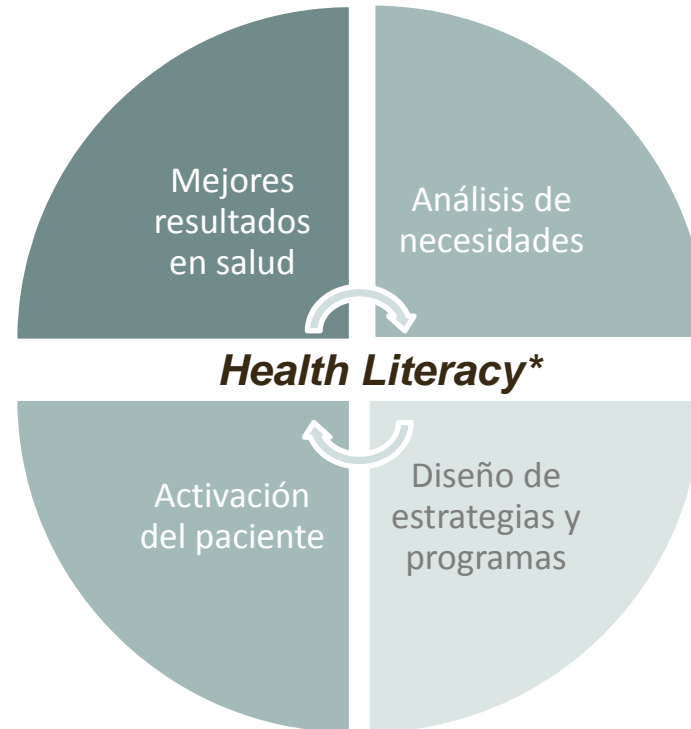 Mejores
resultados
en salud
Análisis de
necesidades
Health Literacy*
Activación
del paciente
Diseño de
estrategias y
programas